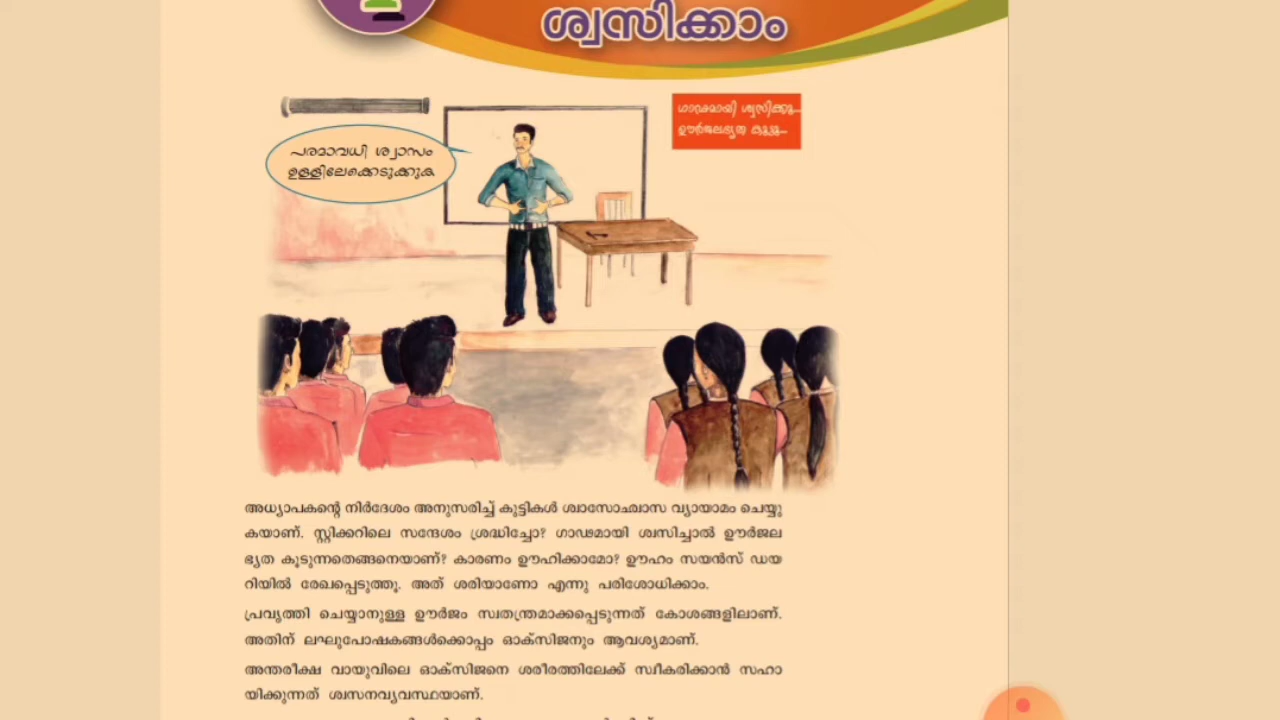 ശ്വസിക്കാം
ഗാഢമായി ശ്വസിക്കൂ...
ഊർജലഭ്യത കൂട്ടൂ...
പരമാവധി ശ്വാസം
ഉള്ളിലേക്കെടുക്കുക
അധ്യാപകന്റെ നിർദേശം അനുസരിച്ച് കുട്ടികൾ ശ്വാസോച്ഛ്വാസ വ്യായാമം ചെയ്യു
കയാണ്. സ്റ്റിക്കറിലെ സന്ദേശം ശ്രദ്ധിച്ചോ? ഗാഢമായി ശ്വസിച്ചാൽ ഊർജല
ഭ്യത കൂടുന്നതെങ്ങനെയാണ്? കാരണം ഊഹിക്കാമോ? ഊഹം സയൻസ് ഡയ
റിയിൽ രേഖപ്പെടുത്തൂ. അത് ശരിയാണോ എന്നു പരിശോധിക്കാം.
പ്രവൃത്തി ചെയ്യാനുള്ള ഊർജം സ്വതന്ത്രമാക്കപ്പെടുന്നത് കോശങ്ങളിലാണ്.
അതിന് ലഘുപോഷകങ്ങൾക്കൊപ്പം ഓക്സിജനും ആവശ്യമാണ്.
അന്തരീക്ഷ വായുവിലെ ഓക്സിജനെ ശരീരത്തിലേക്ക് സ്വീകരിക്കാൻ സഹാ
യിക്കുന്നത് ശ്വസനവ്യവസ്ഥയാണ്.